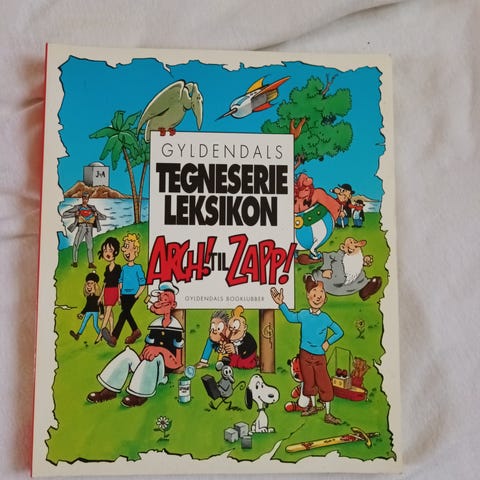 GYLDENDALS
TEGNESERIE
LEKSIKON
ARGH! TIL ZAPP!
GYLDENDALS BOGKLUBBER